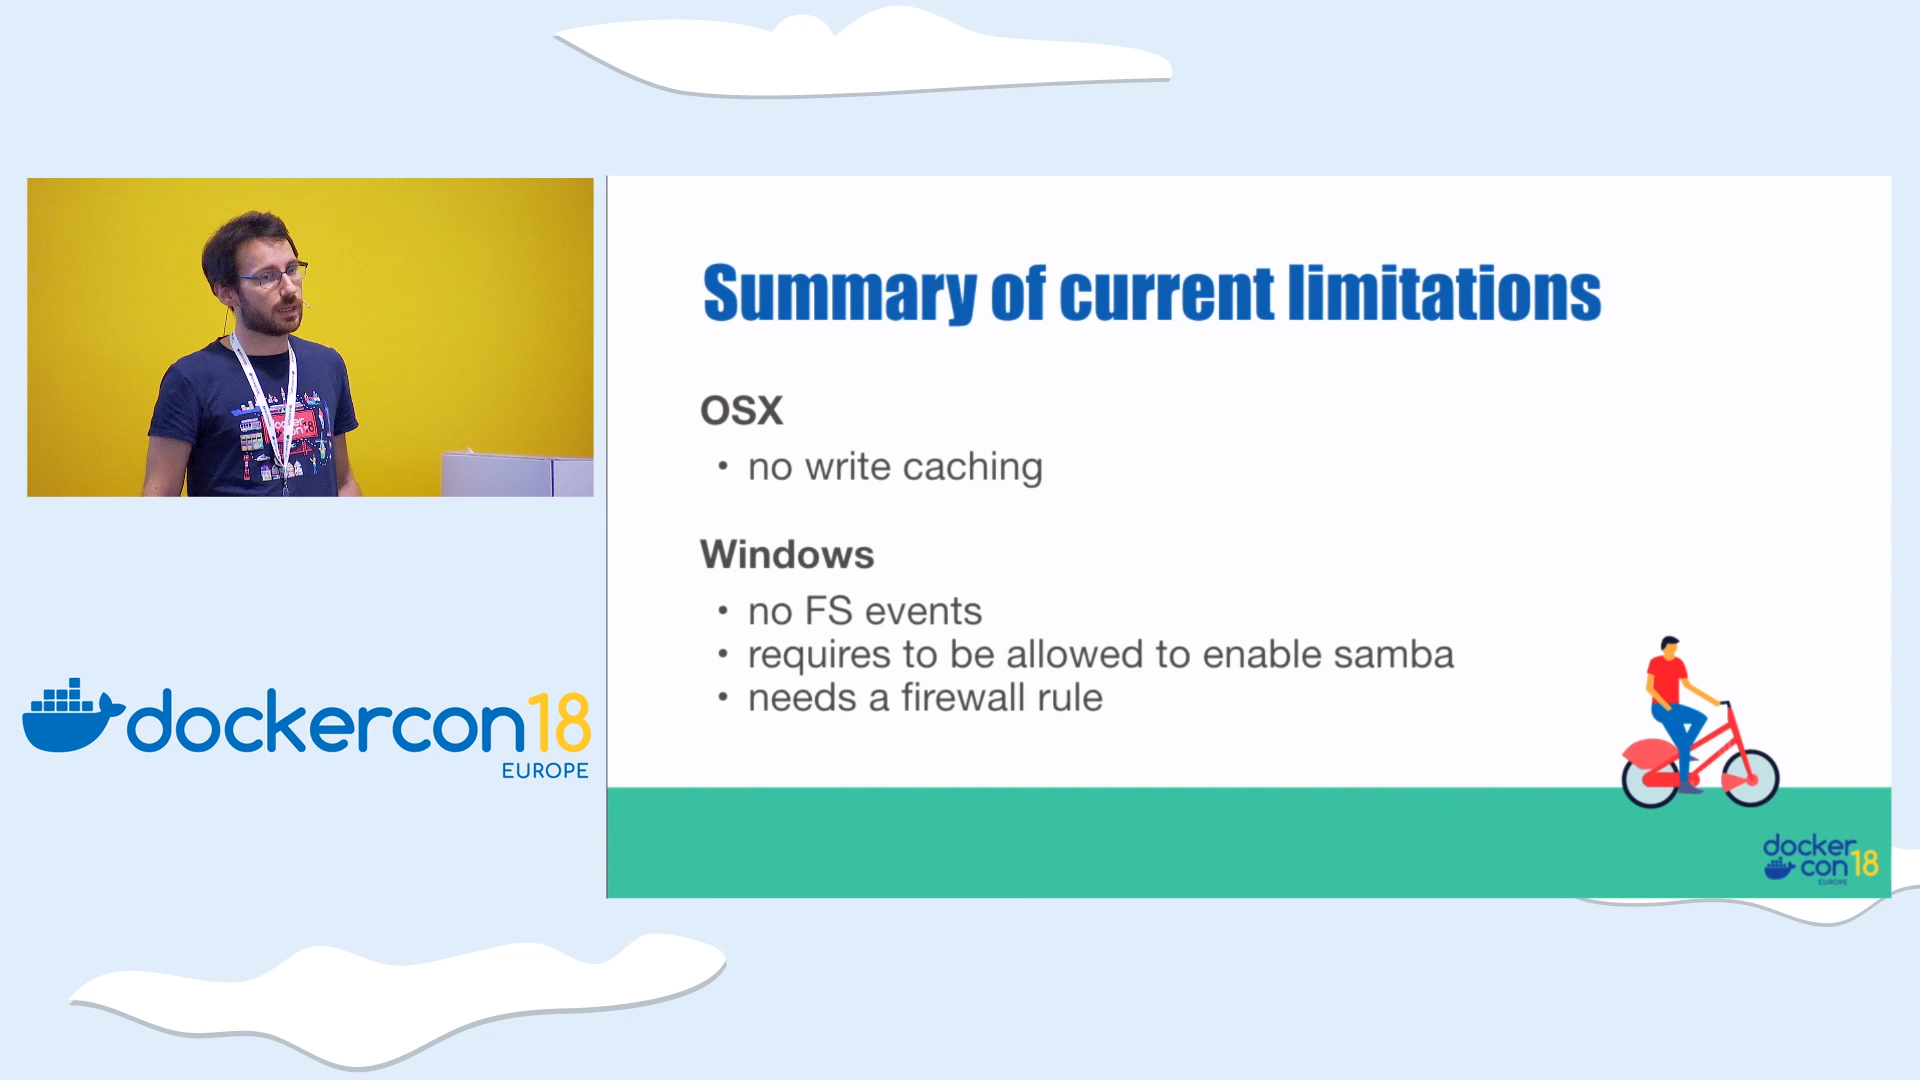 Summary of current limitations
OSX
• no write caching
Windows
• no FS events
• requires to be allowed to enable samba
• needs a firewall rule
dockercon18
EUROPE
docker
con18
EUROPE